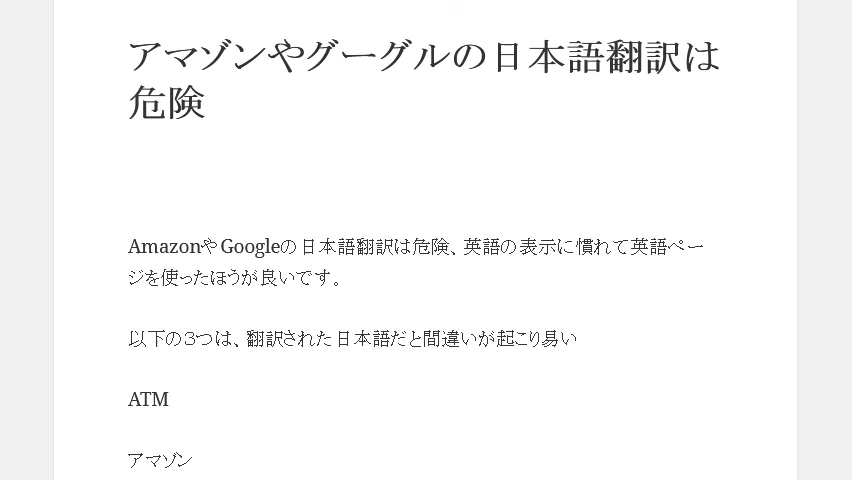 アマゾンやグーグルの日本語翻訳は
危険
AmazonやGoogleの日本語翻訳は危険、英語の表示に慣れて英語ペー
ジを使ったほうが良いです。
以下の３つは、翻訳された日本語だと間違いが起こり易い
ATM
アマゾン